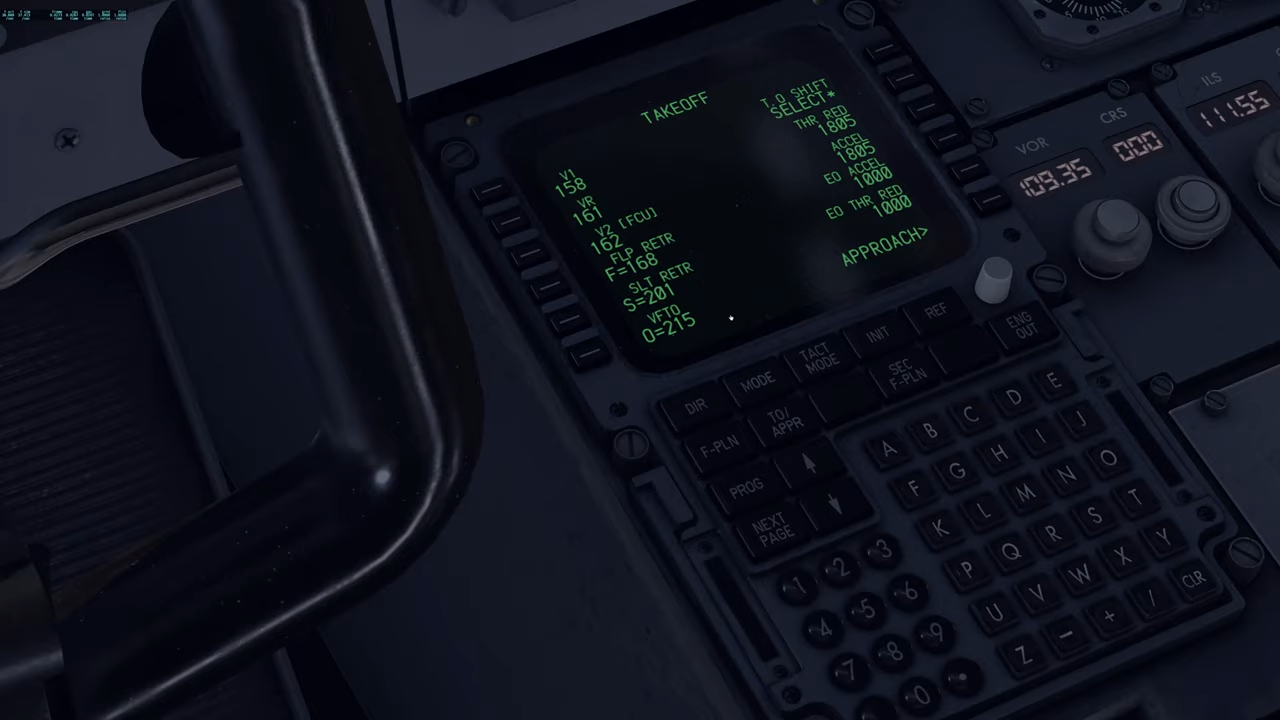 TAKEOFF
T.O SHIFT
SELECT*
THR RED
1805
V1
158
ACCEL
1805
VR
161
EO ACCEL
1000
V2 [FCU]
162
EO THR RED
1000
FLP RETR
F=168
APPROACH>
SLT RETR
S=201
VFTO
O=215
VOR
CRS
ILS
109.35
000
111.55
DIR
MODE
TACT MODE
INIT
REF
F-PLN
TO/ APPR
SEC F-PLN
ENG OUT
PROG
NEXT PAGE
A B C D E
F G H I J
K L M N O
P Q R S T
U V W X Y
Z - + / CLR
1 2 3
4 5 6
7 8 9
0